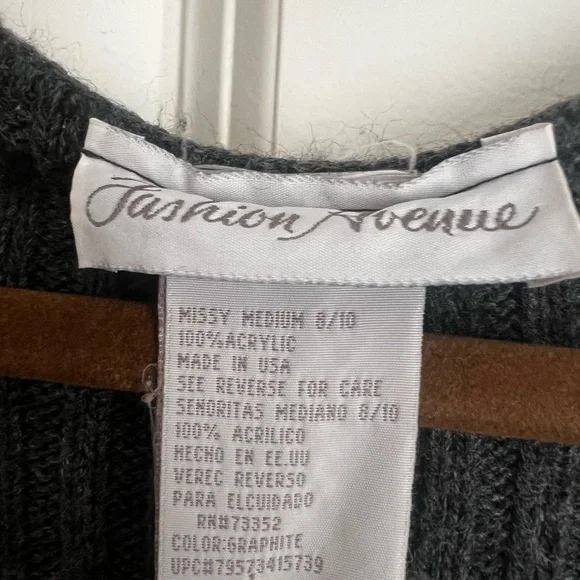 Fashion Avenue
MISSY MEDIUM 8/10
100%ACRYLIC
MADE IN USA
SEE REVERSE FOR CARE
SENORITAS MEDIANO 8/10
100% ACRILICO
HECHO EN EE.UU
VEREC REVERSO
PARA ELCUIDADO
RN#73352
COLOR:GRAPHITE
UPC#79573415739